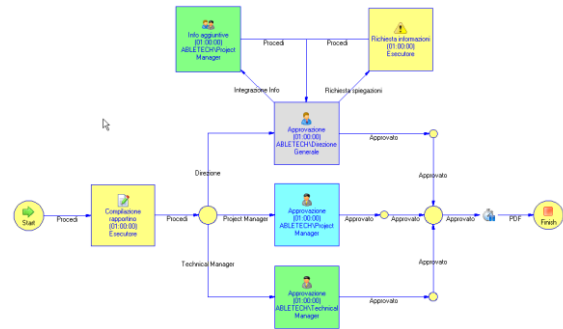 Info aggiuntive
(01:00:00)
ABLETECH\Project
Manager
Procedi
Procedi
Richiesta informazioni
(01:00:00)
Esecutore
Integrazione Info
Richiesta spiegazioni
Approvazione
(01:00:00)
ABLETECH\Direzione
Generale
Approvato
Direzione
Approvato
Start
Procedi
Compilazione
rapportino
(01:00:00)
Esecutore
Procedi
Project Manager
Approvazione
(01:00:00)
ABLETECH\Project
Manager
Approvato
Approvato
Approvato
PDF
Finish
Technical Manager
Approvato
Approvazione
(01:00:00)
ABLETECH\Technical
Manager
Approvato